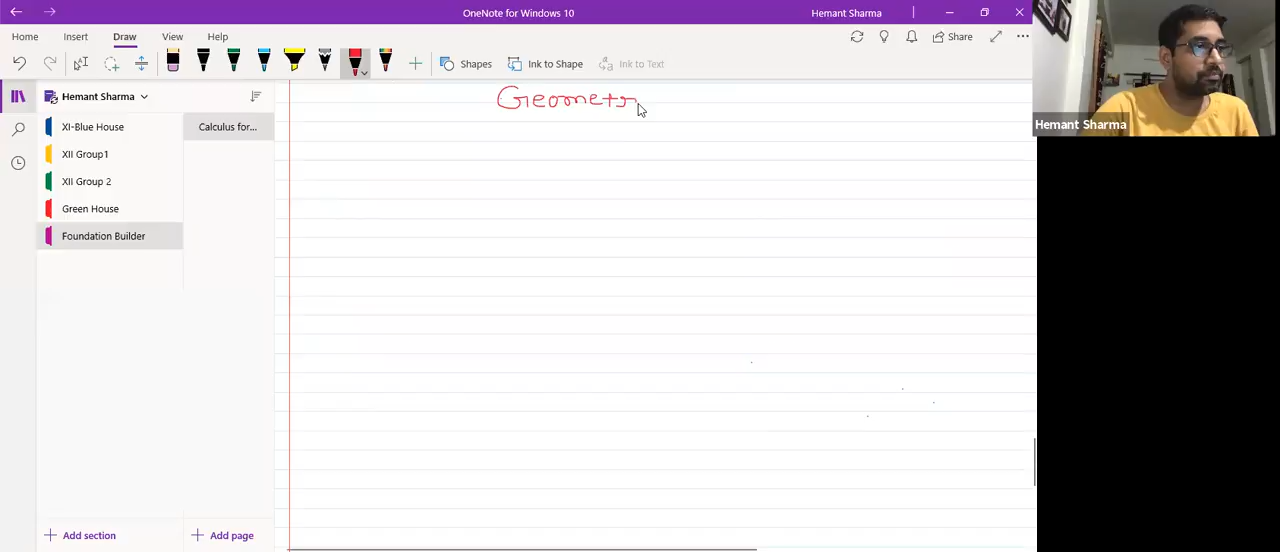 OneNote for Windows 10
Hemant Sharma
Home Insert Draw View Help
Share
Shapes Ink to Shape Ink to Text
Hemant Sharma
XI-Blue House
XII Group1
XII Group 2
Green House
Foundation Builder
Add section
Calculus for...
Add page
Geometr
Hemant Sharma